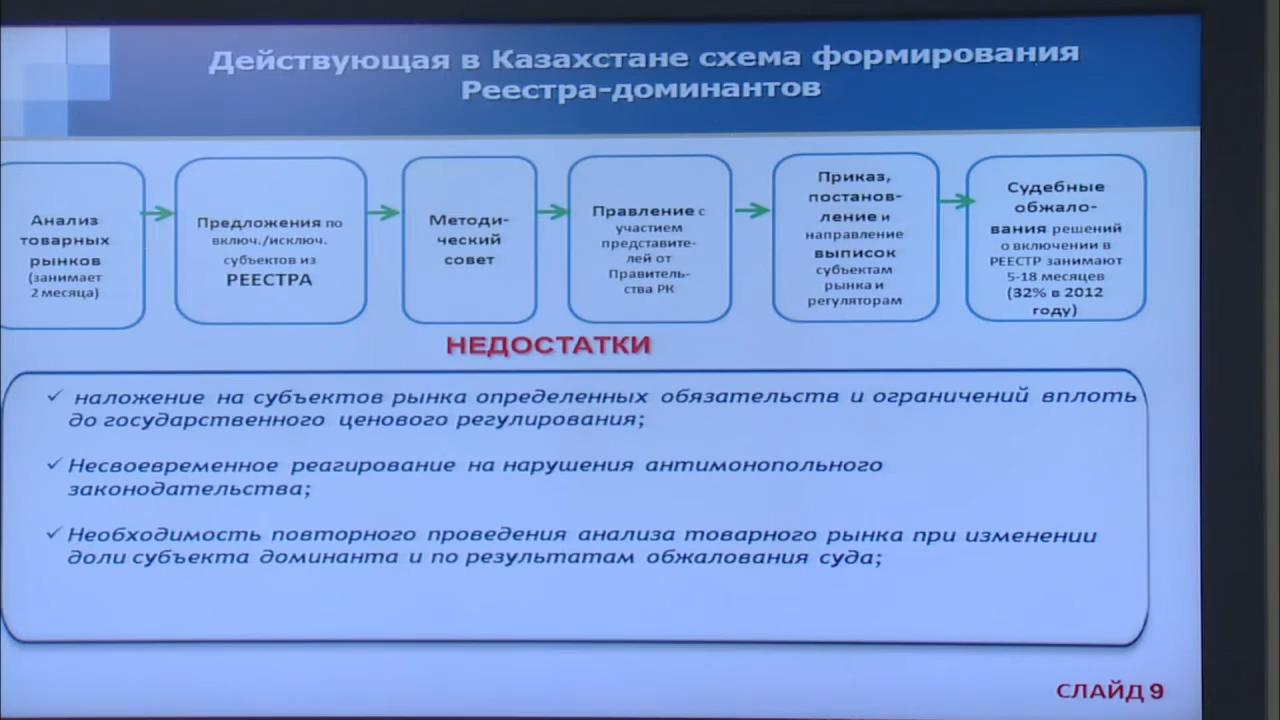 Действующая в Казахстане схема формирования
Реестра-доминантов
Анализ
товарных
рынков
(занимает
2 месяца)
Предложения по
включ./исключ.
субъектов из
РЕЕСТРА
Методи-
ческий
совет
Правление с
участием
представите-
лей от
Правитель-
ства РК
Приказ,
постанов-
ление и
направление
выписок
субъектам
рынка и
регуляторам
Судебные
обжало-
вания решений
о включении в
РЕЕСТР занимают
5-18 месяцев
(32% в 2012
году)
НЕДОСТАТКИ
✓ наложение на субъектов рынка определенных обязательств и ограничений вплоть
до государственного ценового регулирования;
✓ Несвоевременное реагирование на нарушения антимонопольного
законодательства;
✓ Необходимость повторного проведения анализа товарного рынка при изменении
доли субъекта доминанта и по результатам обжалования суда;
СЛАЙД 9